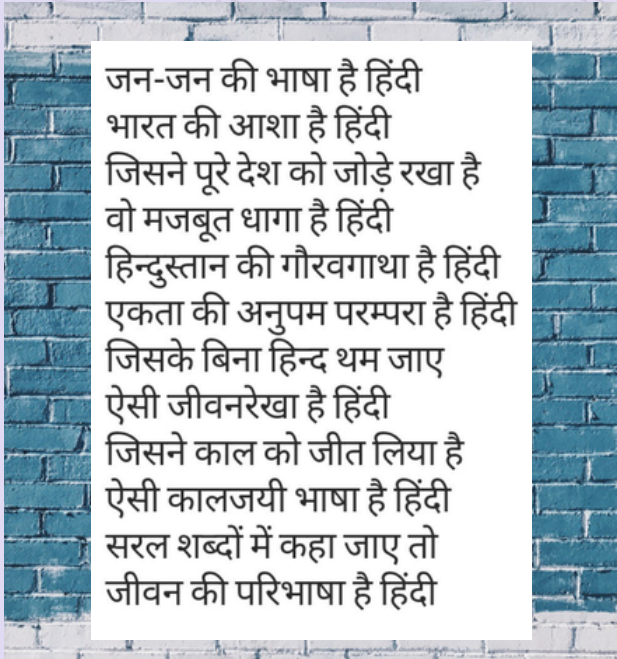 जन-जन की भाषा है हिंदी
भारत की आशा है हिंदी
जिसने पूरे देश को जोड़े रखा है
वो मजबूत धागा है हिंदी
हिन्दुस्तान की गौरवगाथा है हिंदी
एकता की अनुपम परम्परा है हिंदी
जिसके बिना हिन्द थम जाए
ऐसी जीवनरेखा है हिंदी
जिसने काल को जीत लिया है
ऐसी कालजयी भाषा है हिंदी
सरल शब्दों में कहा जाए तो
जीवन की परिभाषा है हिंदी